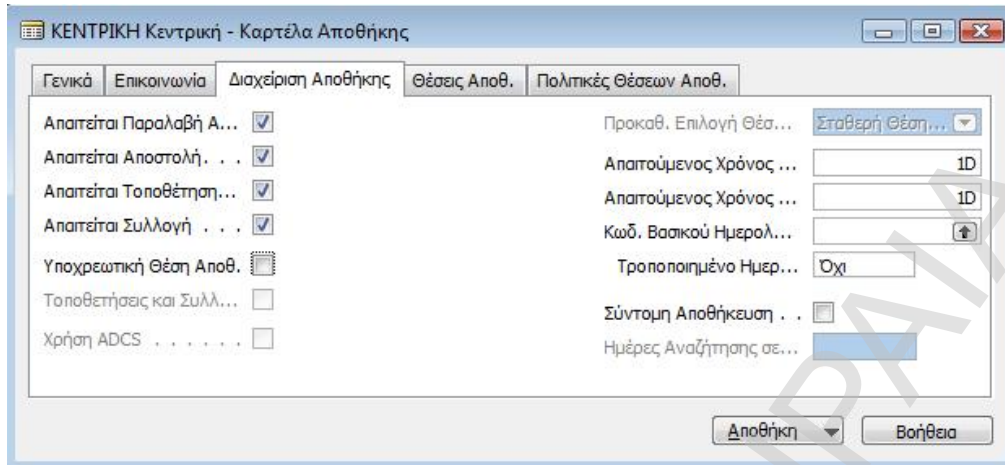 ΚΕΝΤΡΙΚΗ Κεντρική - Καρτέλα Αποθήκης
Γενικά Επικοινωνία Διαχείριση Αποθήκης Θέσεις Αποθ. Πολιτικές Θέσεων Αποθ.
Απαιτείται Παραλαβή Α... Προκαθ. Επιλογή Θέσ... Σταθερή Θέση...
Απαιτείται Αποστολή. . . Απαιτούμενος Χρόνος ... 1D
Απαιτείται Τοποθέτηση... Απαιτούμενος Χρόνος ... 1D
Απαιτείται Συλλογή . . . Κωδ. Βασικού Ημερολ...
Υποχρεωτική Θέση Αποθ. Τροποποιημένο Ημερ... Όχι
Τοποθετήσεις και Συλλ... Σύντομη Αποθήκευση . .
Χρήση ADCS . . . . . . Ημέρες Αναζήτησης σε...
Αποθήκη Βοήθεια